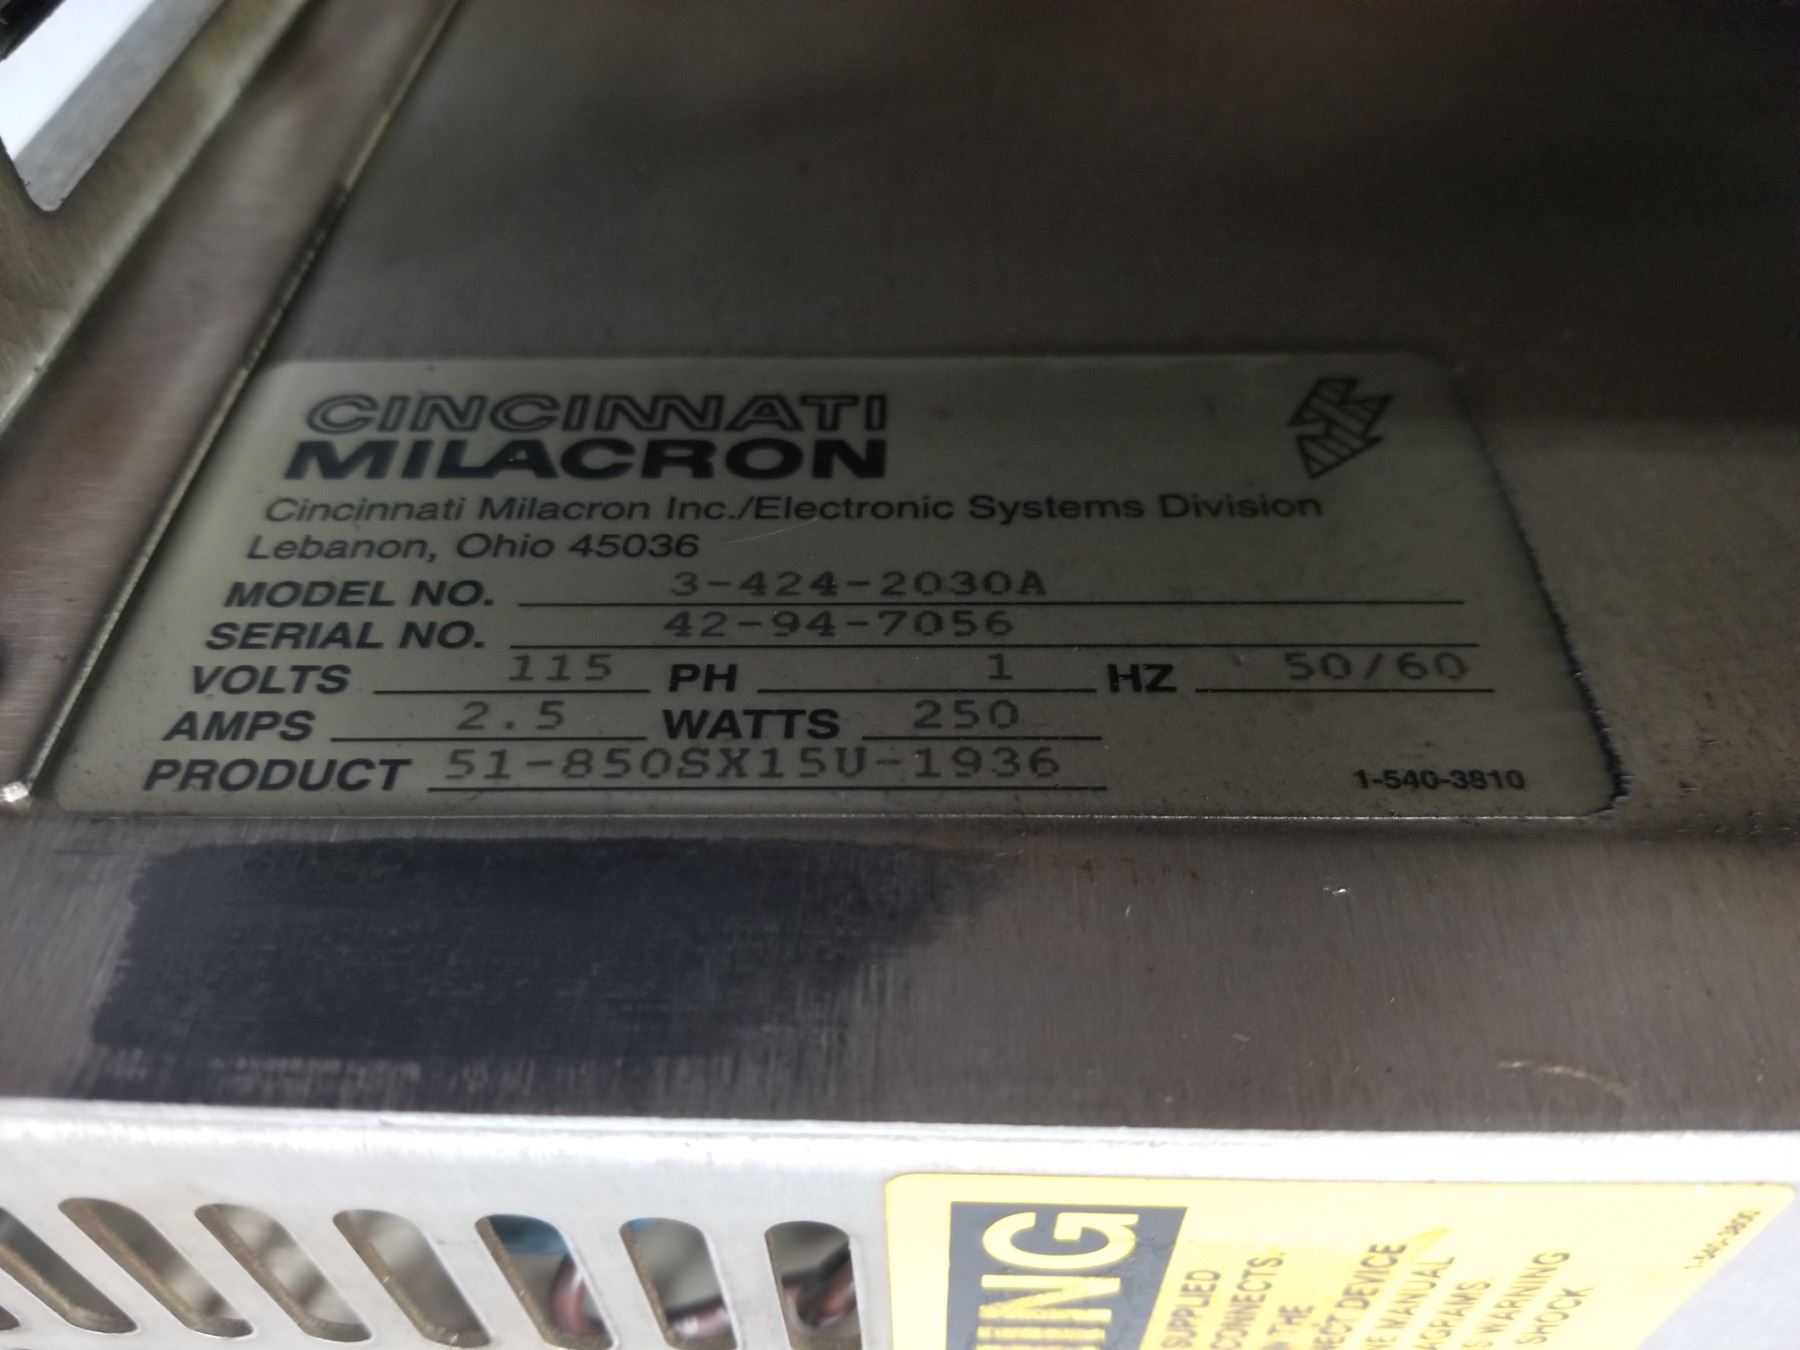 CINCINNATI
MILACRON
Cincinnati Milacron Inc./Electronic Systems Division
Lebanon, Ohio 45036
MODEL NO. 3-424-2030A
SERIAL NO. 42-94-7056
VOLTS 115 PH 1 HZ 50/60
AMPS 2.5 WATTS 250
PRODUCT 51-850SX15U-1936
1-540-3810
SUPPLIED
THE
DEVICE
MANUAL
WARNING
SHOCK